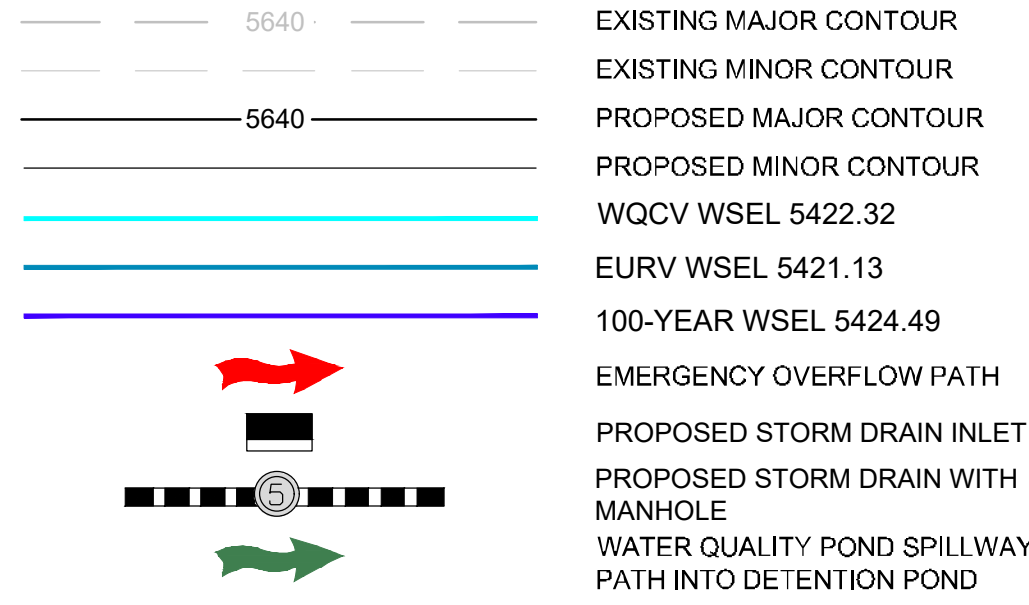 5640 EXISTING MAJOR CONTOUR
EXISTING MINOR CONTOUR
5640 PROPOSED MAJOR CONTOUR
PROPOSED MINOR CONTOUR
WQCV WSEL 5422.32
EURV WSEL 5421.13
100-YEAR WSEL 5424.49
EMERGENCY OVERFLOW PATH
PROPOSED STORM DRAIN INLET
5 PROPOSED STORM DRAIN WITH
MANHOLE
WATER QUALITY POND SPILLWAY
PATH INTO DETENTION POND